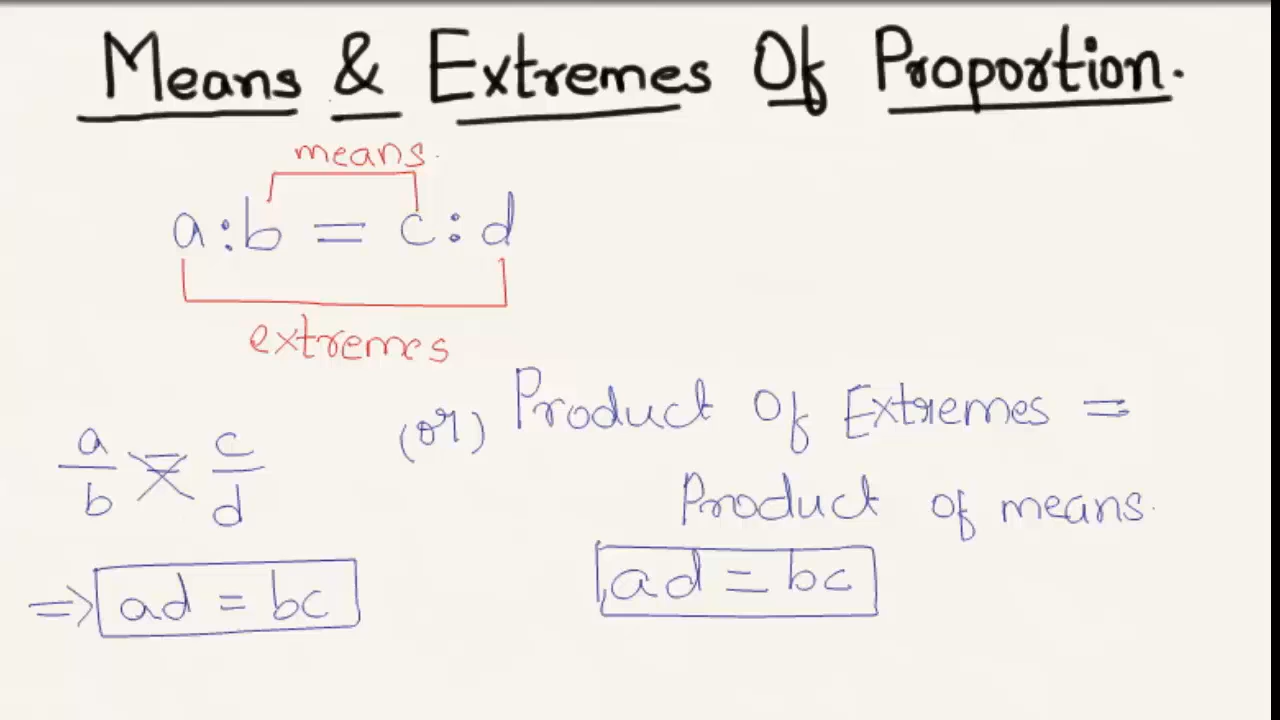 Means & Extremes Of Proportion.
means.
a:b = c:d
extremes
(or) Product Of Extremes =
a/b = c/d
Product of means.
⇒ ad = bc
ad = bc